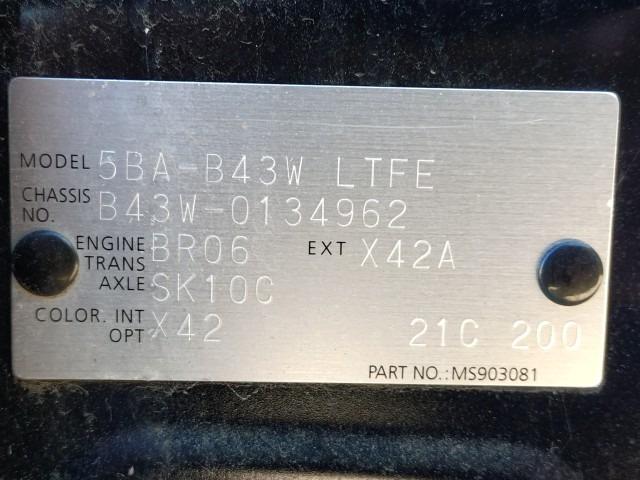 MODEL 5BA-B43W LTFE
CHASSIS NO. B43W-0134962
ENGINE BR06 EXT X42A
TRANS AXLE SK10C
COLOR. INT OPT X42 21C 200
PART NO.:MS903081